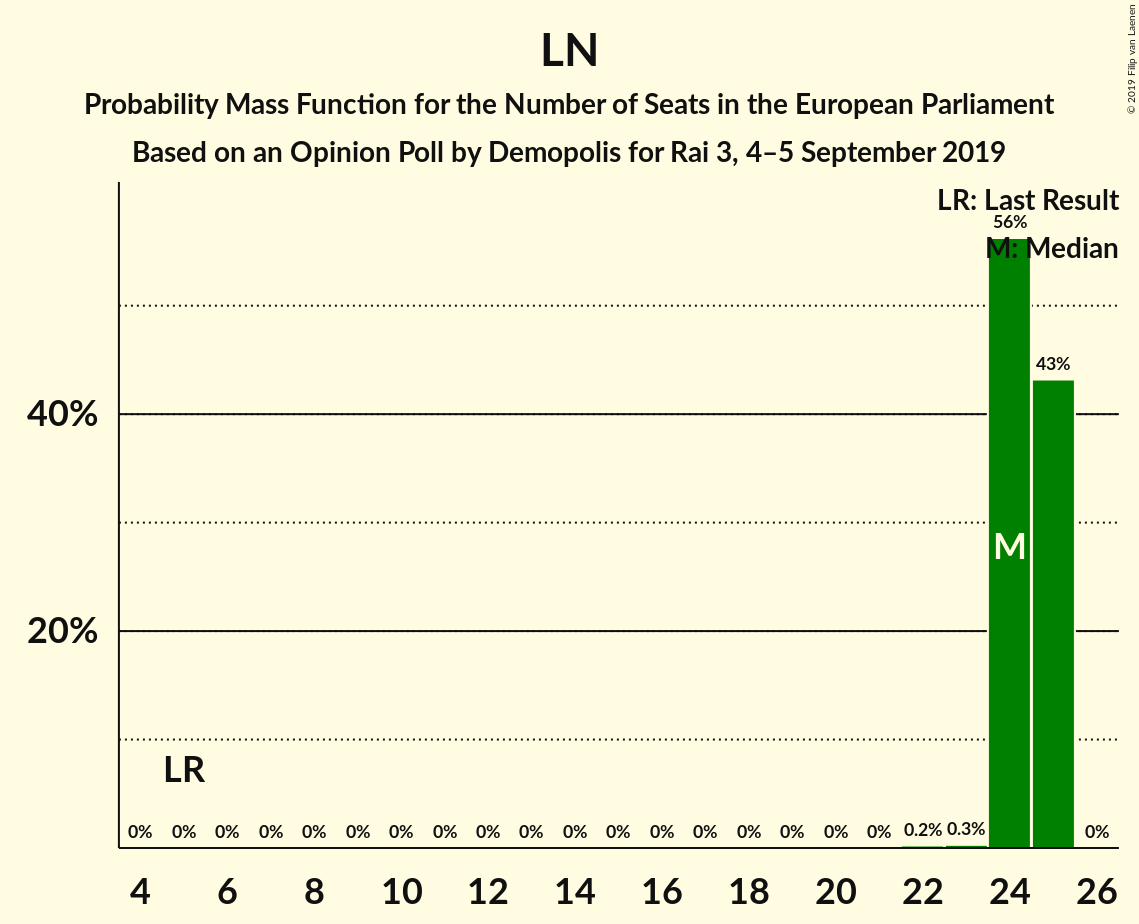 LN
Probability Mass Function for the Number of Seats in the European Parliament
Based on an Opinion Poll by Demopolis for Rai 3, 4–5 September 2019
© 2019 Filip van Laenen
LR: Last Result
56%
M: Median
43%
40%
M
20%
LR
0% 0% 0% 0% 0% 0% 0% 0% 0% 0% 0% 0% 0% 0% 0% 0% 0% 0% 0.2% 0.3% 0%
4 6 8 10 12 14 16 18 20 22 24 26